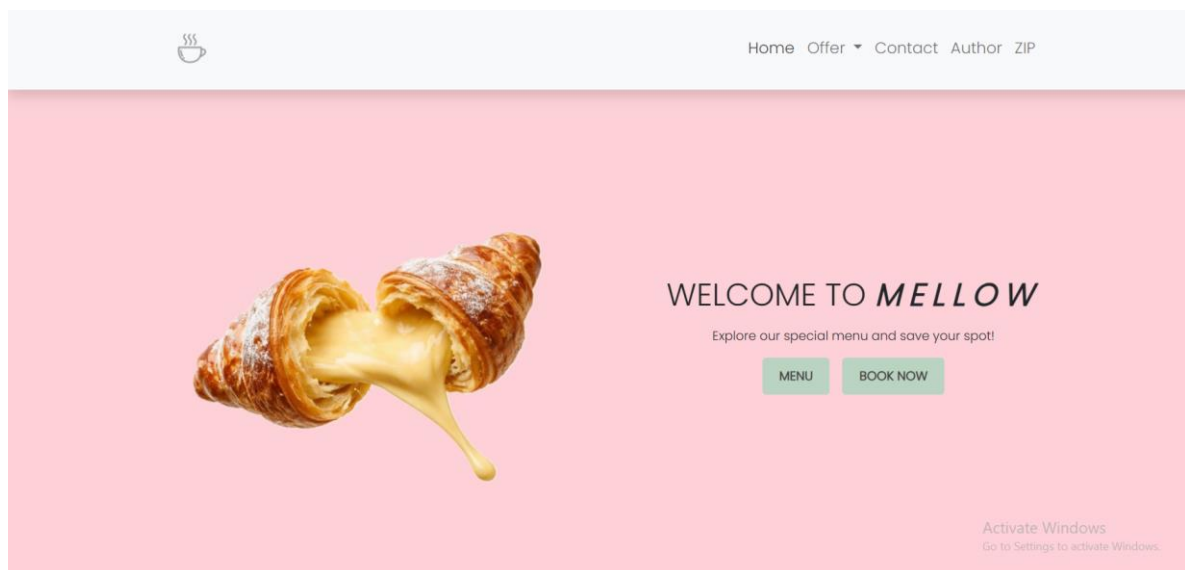 Home Offer Contact Author ZIP
WELCOME TO MELLOW
Explore our special menu and save your spot!
MENU BOOK NOW
Activate Windows
Go to Settings to activate Windows.